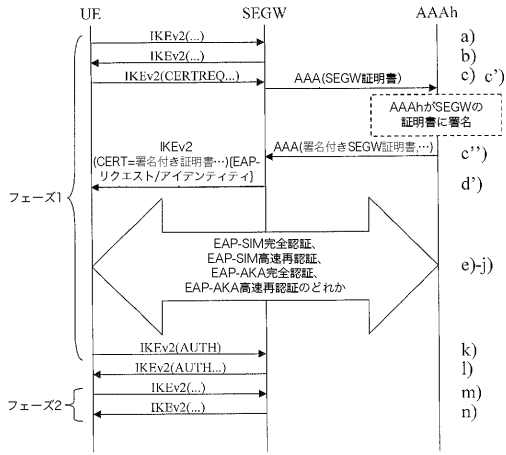 UE SEGW AAAh
IKEv2(...) a)
IKEv2(...) b)
IKEv2(CERTREQ...) AAA(SEGW証明書) c) c')
AAAhがSEGWの
証明書に署名
IKEv2
(CERT=署名付き証明書…){EAP-
リクエスト/アイデンティティ}
AAA(署名付きSEGW証明書,…) c'')
d')
フェーズ1
EAP-SIM完全認証、
EAP-SIM高速再認証、
EAP-AKA完全認証、
EAP-AKA高速再認証のどれか
e)-j)
IKEv2(AUTH) k)
IKEv2(AUTH...) l)
フェーズ2
IKEv2(...) m)
IKEv2(...) n)